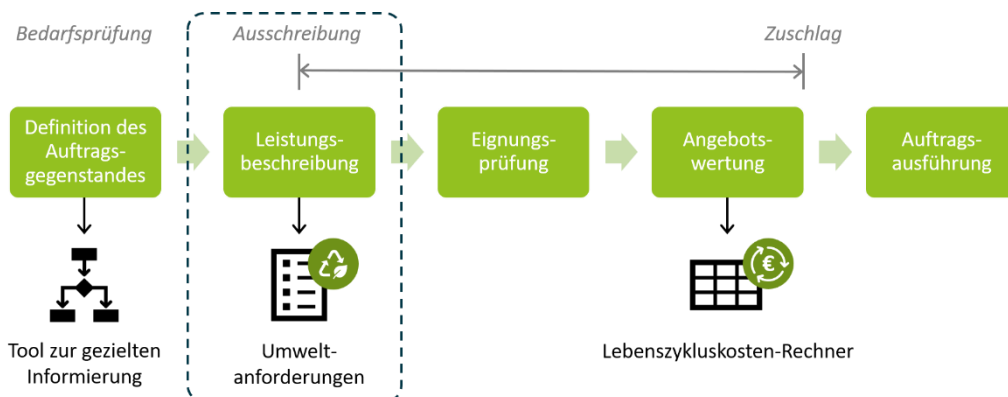 Bedarfsprüfung
Ausschreibung
Zuschlag
Definition des
Auftrags-
gegenstandes
Leistungs-
beschreibung
Eignungs-
prüfung
Angebots-
wertung
Auftrags-
ausführung
€
Tool zur gezielten
Informierung
Umwelt-
anforderungen
Lebenszykluskosten-Rechner